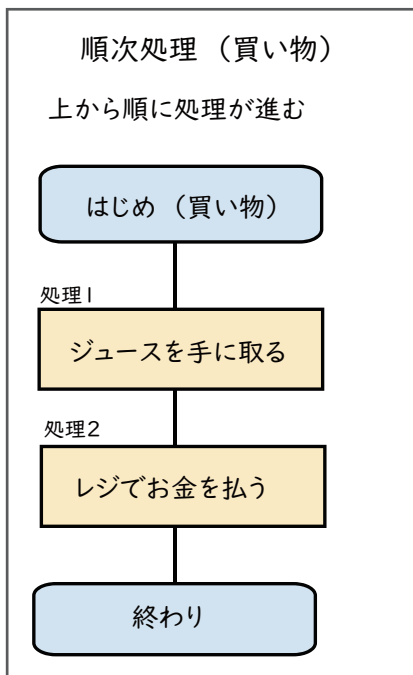 順次処理 （買い物）
上から順に処理が進む
はじめ （買い物）
処理1
ジュースを手に取る
処理2
レジでお金を払う
終わり